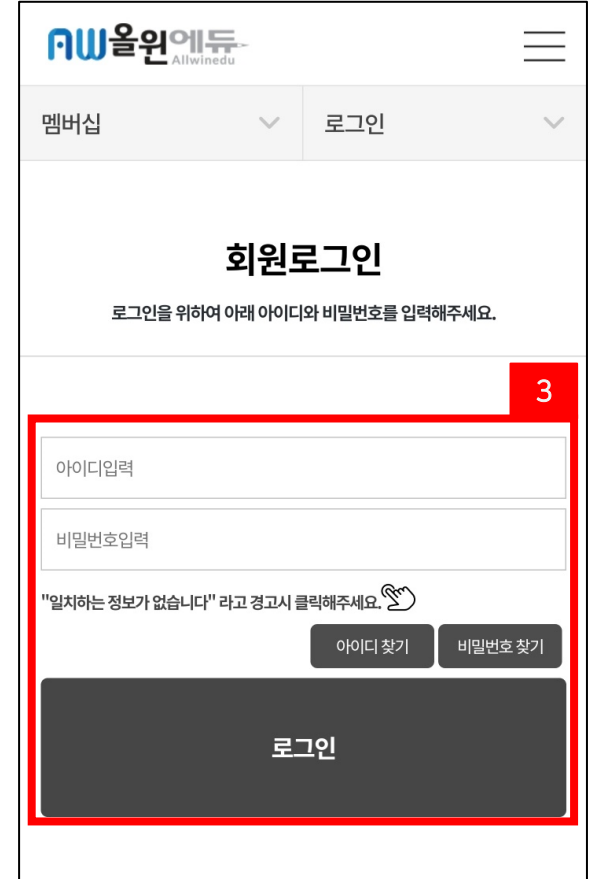 AW올윈에듀
Allwinedu
멤버십 로그인
회원로그인
로그인을 위하여 아래 아이디와 비밀번호를 입력해주세요.
3
아이디입력
비밀번호입력
"일치하는 정보가 없습니다" 라고 경고시 클릭해주세요.
아이디 찾기 비밀번호 찾기
로그인